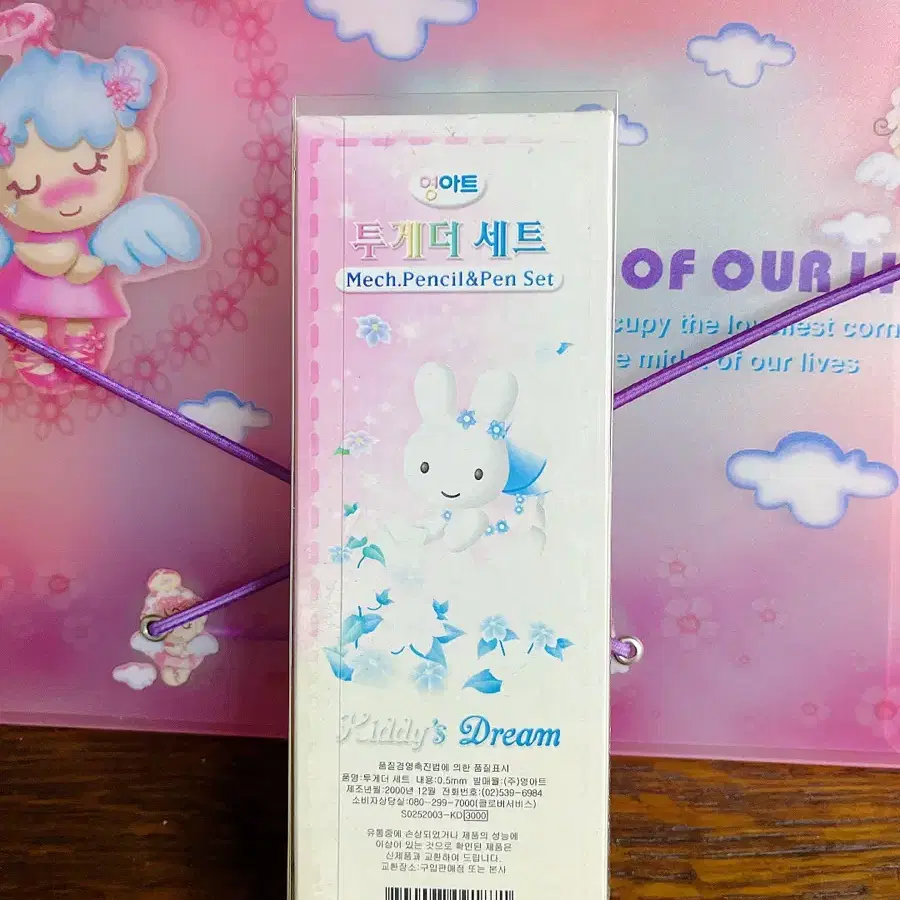 영아트
투게더 세트
Mech.Pencil&Pen Set
OF OUR LI
cupy the loveliest corn
e midst of our lives
Kiddy's Dream
품질경영촉진법에 의한 품질표시
품명:투게더 세트 내용:0.5mm 발매원:(주)영아트
제조년월:2000년 12월 전화번호:(02)539-6984
소비자상담실:080-299-7000(클로버서비스)
S0252003-KD 3000
유통중에 손상되었거나 제품의 성능에
이상이 있는 것으로 확인된 제품은
신제품과 교환하여 드립니다.
교환장소:구입판매점 또는 본사